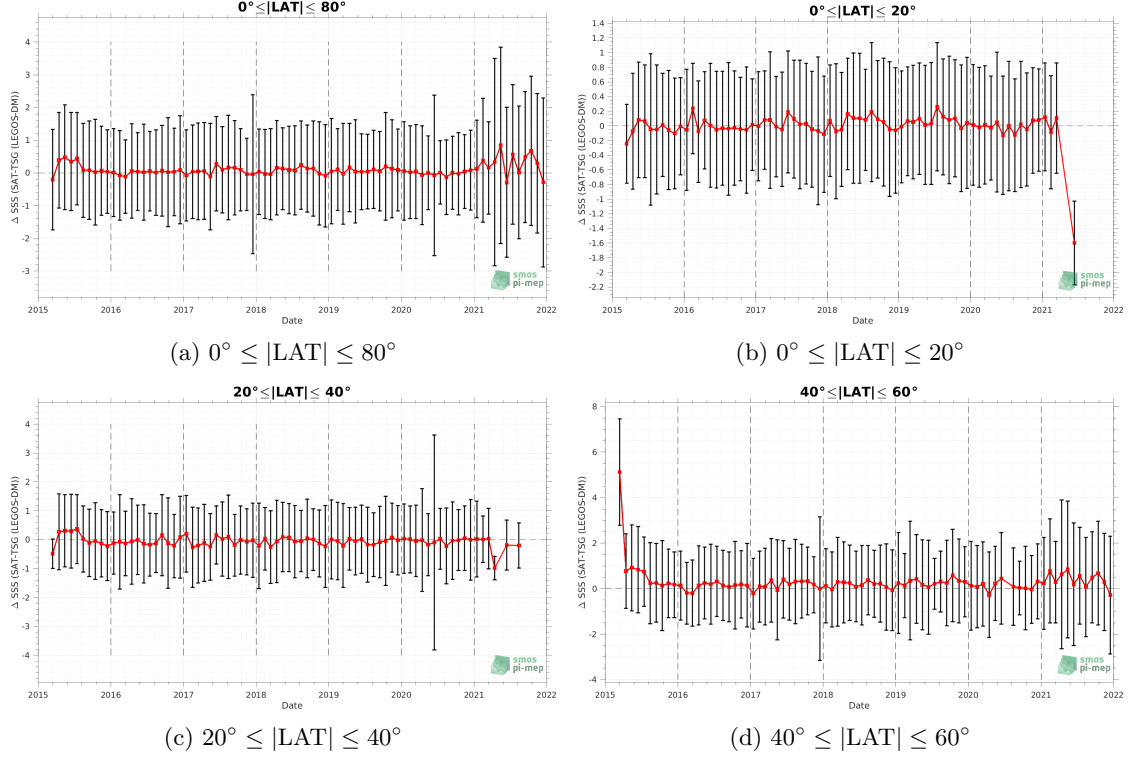 0°≤|LAT|≤ 80°
Δ SSS (SAT-TSG (LEGOS-DM))
4
3
2
1
0
-1
-2
-3
2015 2016 2017 2018 2019 2020 2021 2022
Date
smos
pi-mep
(a) 0° ≤ |LAT| ≤ 80°
0°≤|LAT|≤ 20°
Δ SSS (SAT-TSG (LEGOS-DM))
1.4
1.2
1
0.8
0.6
0.4
0.2
0
-0.2
-0.4
-0.6
-0.8
-1
-1.2
-1.4
-1.6
-1.8
-2
-2.2
2015 2016 2017 2018 2019 2020 2021 2022
Date
smos
pi-mep
(b) 0° ≤ |LAT| ≤ 20°
20°≤|LAT|≤ 40°
Δ SSS (SAT-TSG (LEGOS-DM))
4
3
2
1
0
-1
-2
-3
-4
2015 2016 2017 2018 2019 2020 2021 2022
Date
smos
pi-mep
(c) 20° ≤ |LAT| ≤ 40°
40°≤|LAT|≤ 60°
Δ SSS (SAT-TSG (LEGOS-DM))
8
6
4
2
0
-2
-4
2015 2016 2017 2018 2019 2020 2021 2022
Date
smos
pi-mep
(d) 40° ≤ |LAT| ≤ 60°